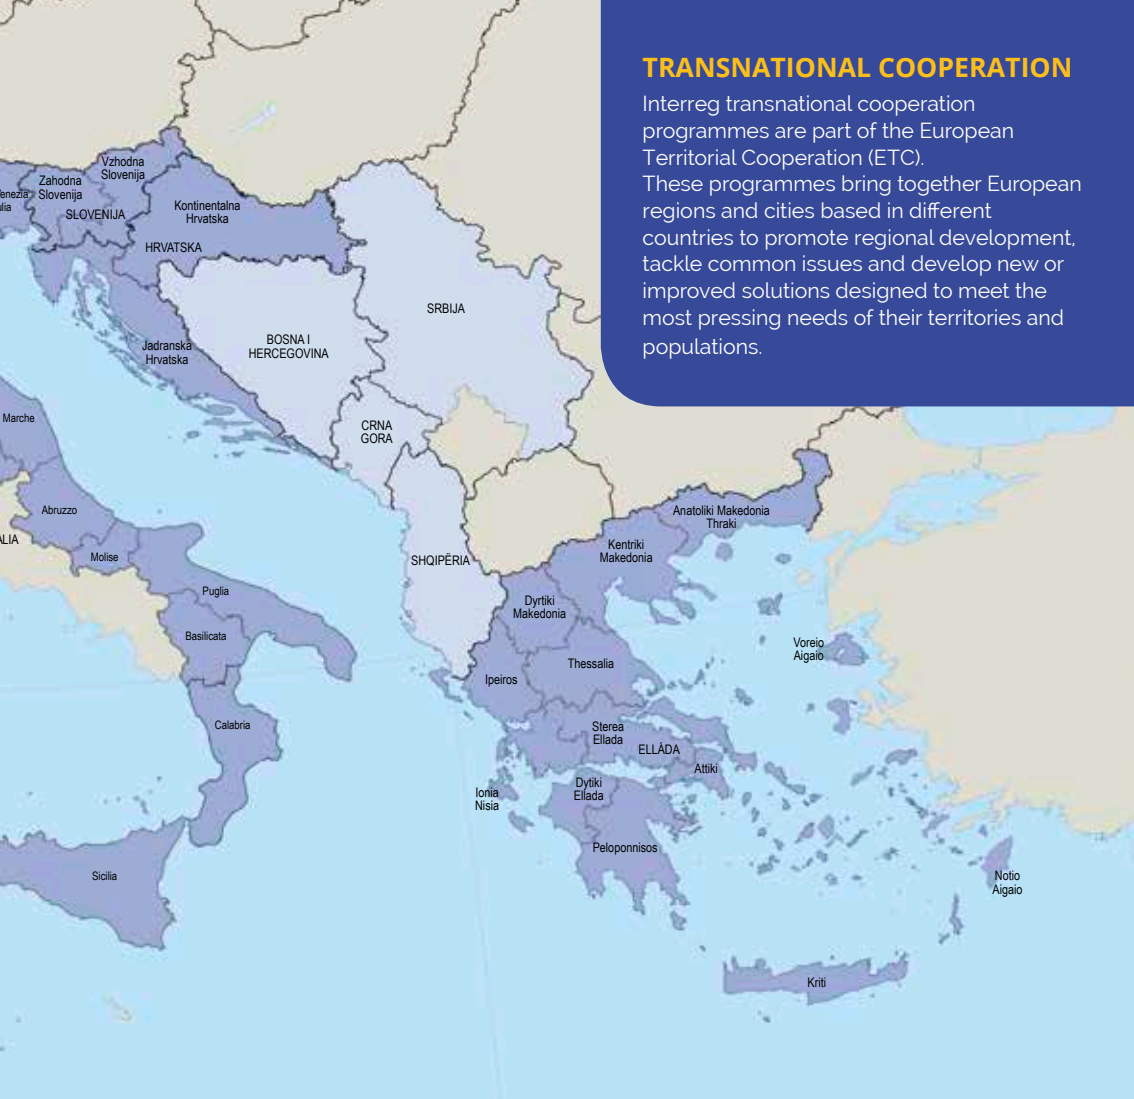 TRANSNATIONAL COOPERATION
Interreg transnational cooperation
programmes are part of the European
Territorial Cooperation (ETC).
These programmes bring together European
regions and cities based in different
countries to promote regional development,
tackle common issues and develop new or
improved solutions designed to meet the
most pressing needs of their territories and
populations.
Vzhodna
Slovenija
Zahodna
Slovenija
SLOVENIJA
Kontinentalna
Hrvatska
HRVATSKA
Jadranska
Hrvatska
BOSNA I
HERCEGOVINA
SRBIJA
CRNA
GORA
SHQIPËRIA
Marche
Abruzzo
Molise
Puglia
Basilicata
Calabria
Sicilia
Anatoliki Makedonia
Thraki
Kentriki
Makedonia
Dyrtiki
Makedonia
Thessalia
Ipeiros
Voreio
Aigaio
Sterea
Ellada
ELLÁDA
Attiki
Dytiki
Ellada
Ionia
Nisia
Peloponnisos
Notio
Aigaio
Kriti